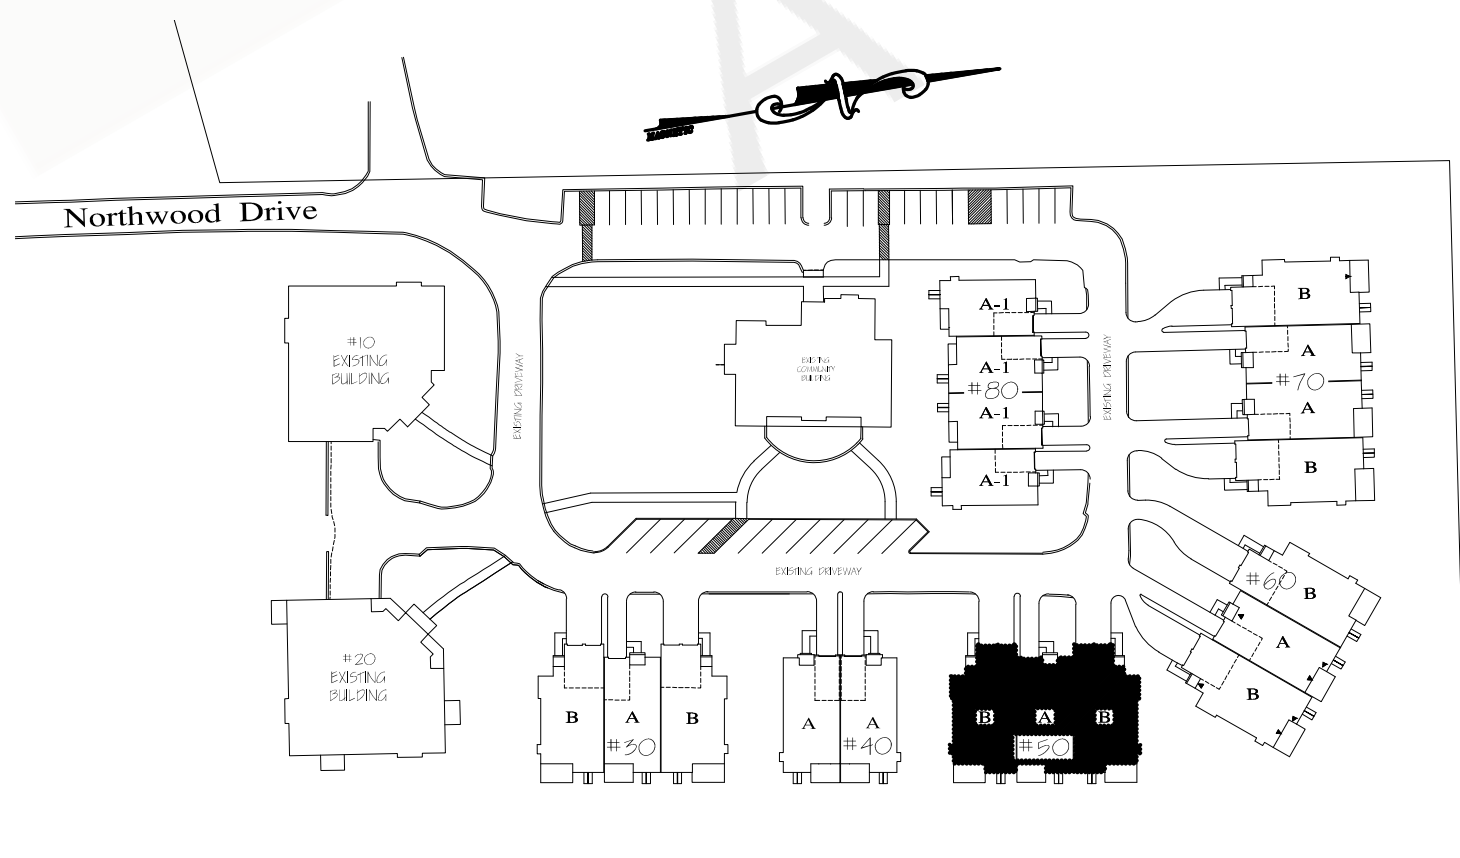 MAGNETIC
Northwood Drive
#10
EXISTING
BUILDING
EXISTING DRIVEWAY
EXISTING
COMMUNITY
BUILDING
A-1
A-1
#80
A-1
A-1
EXISTING DRIVEWAY
B
A
#70
A
B
EXISTING DRIVEWAY
#60
B
A
B
#20
EXISTING
BUILDING
B
A
B
#30
A
A
#40
B
A
B
#50